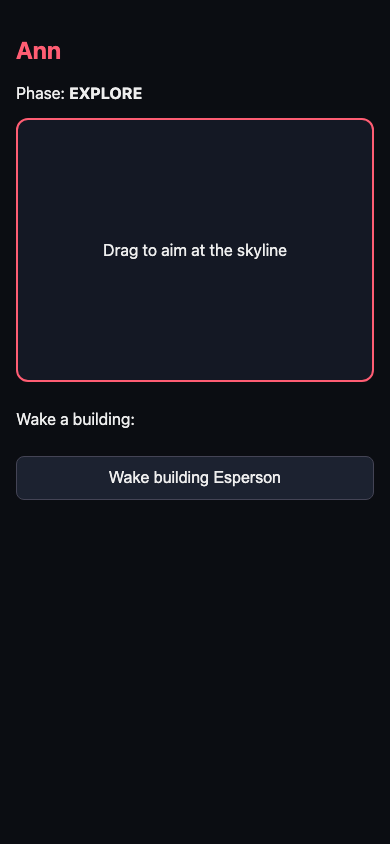 Ann
Phase: EXPLORE
Drag to aim at the skyline
Wake a building:
Wake building Esperson